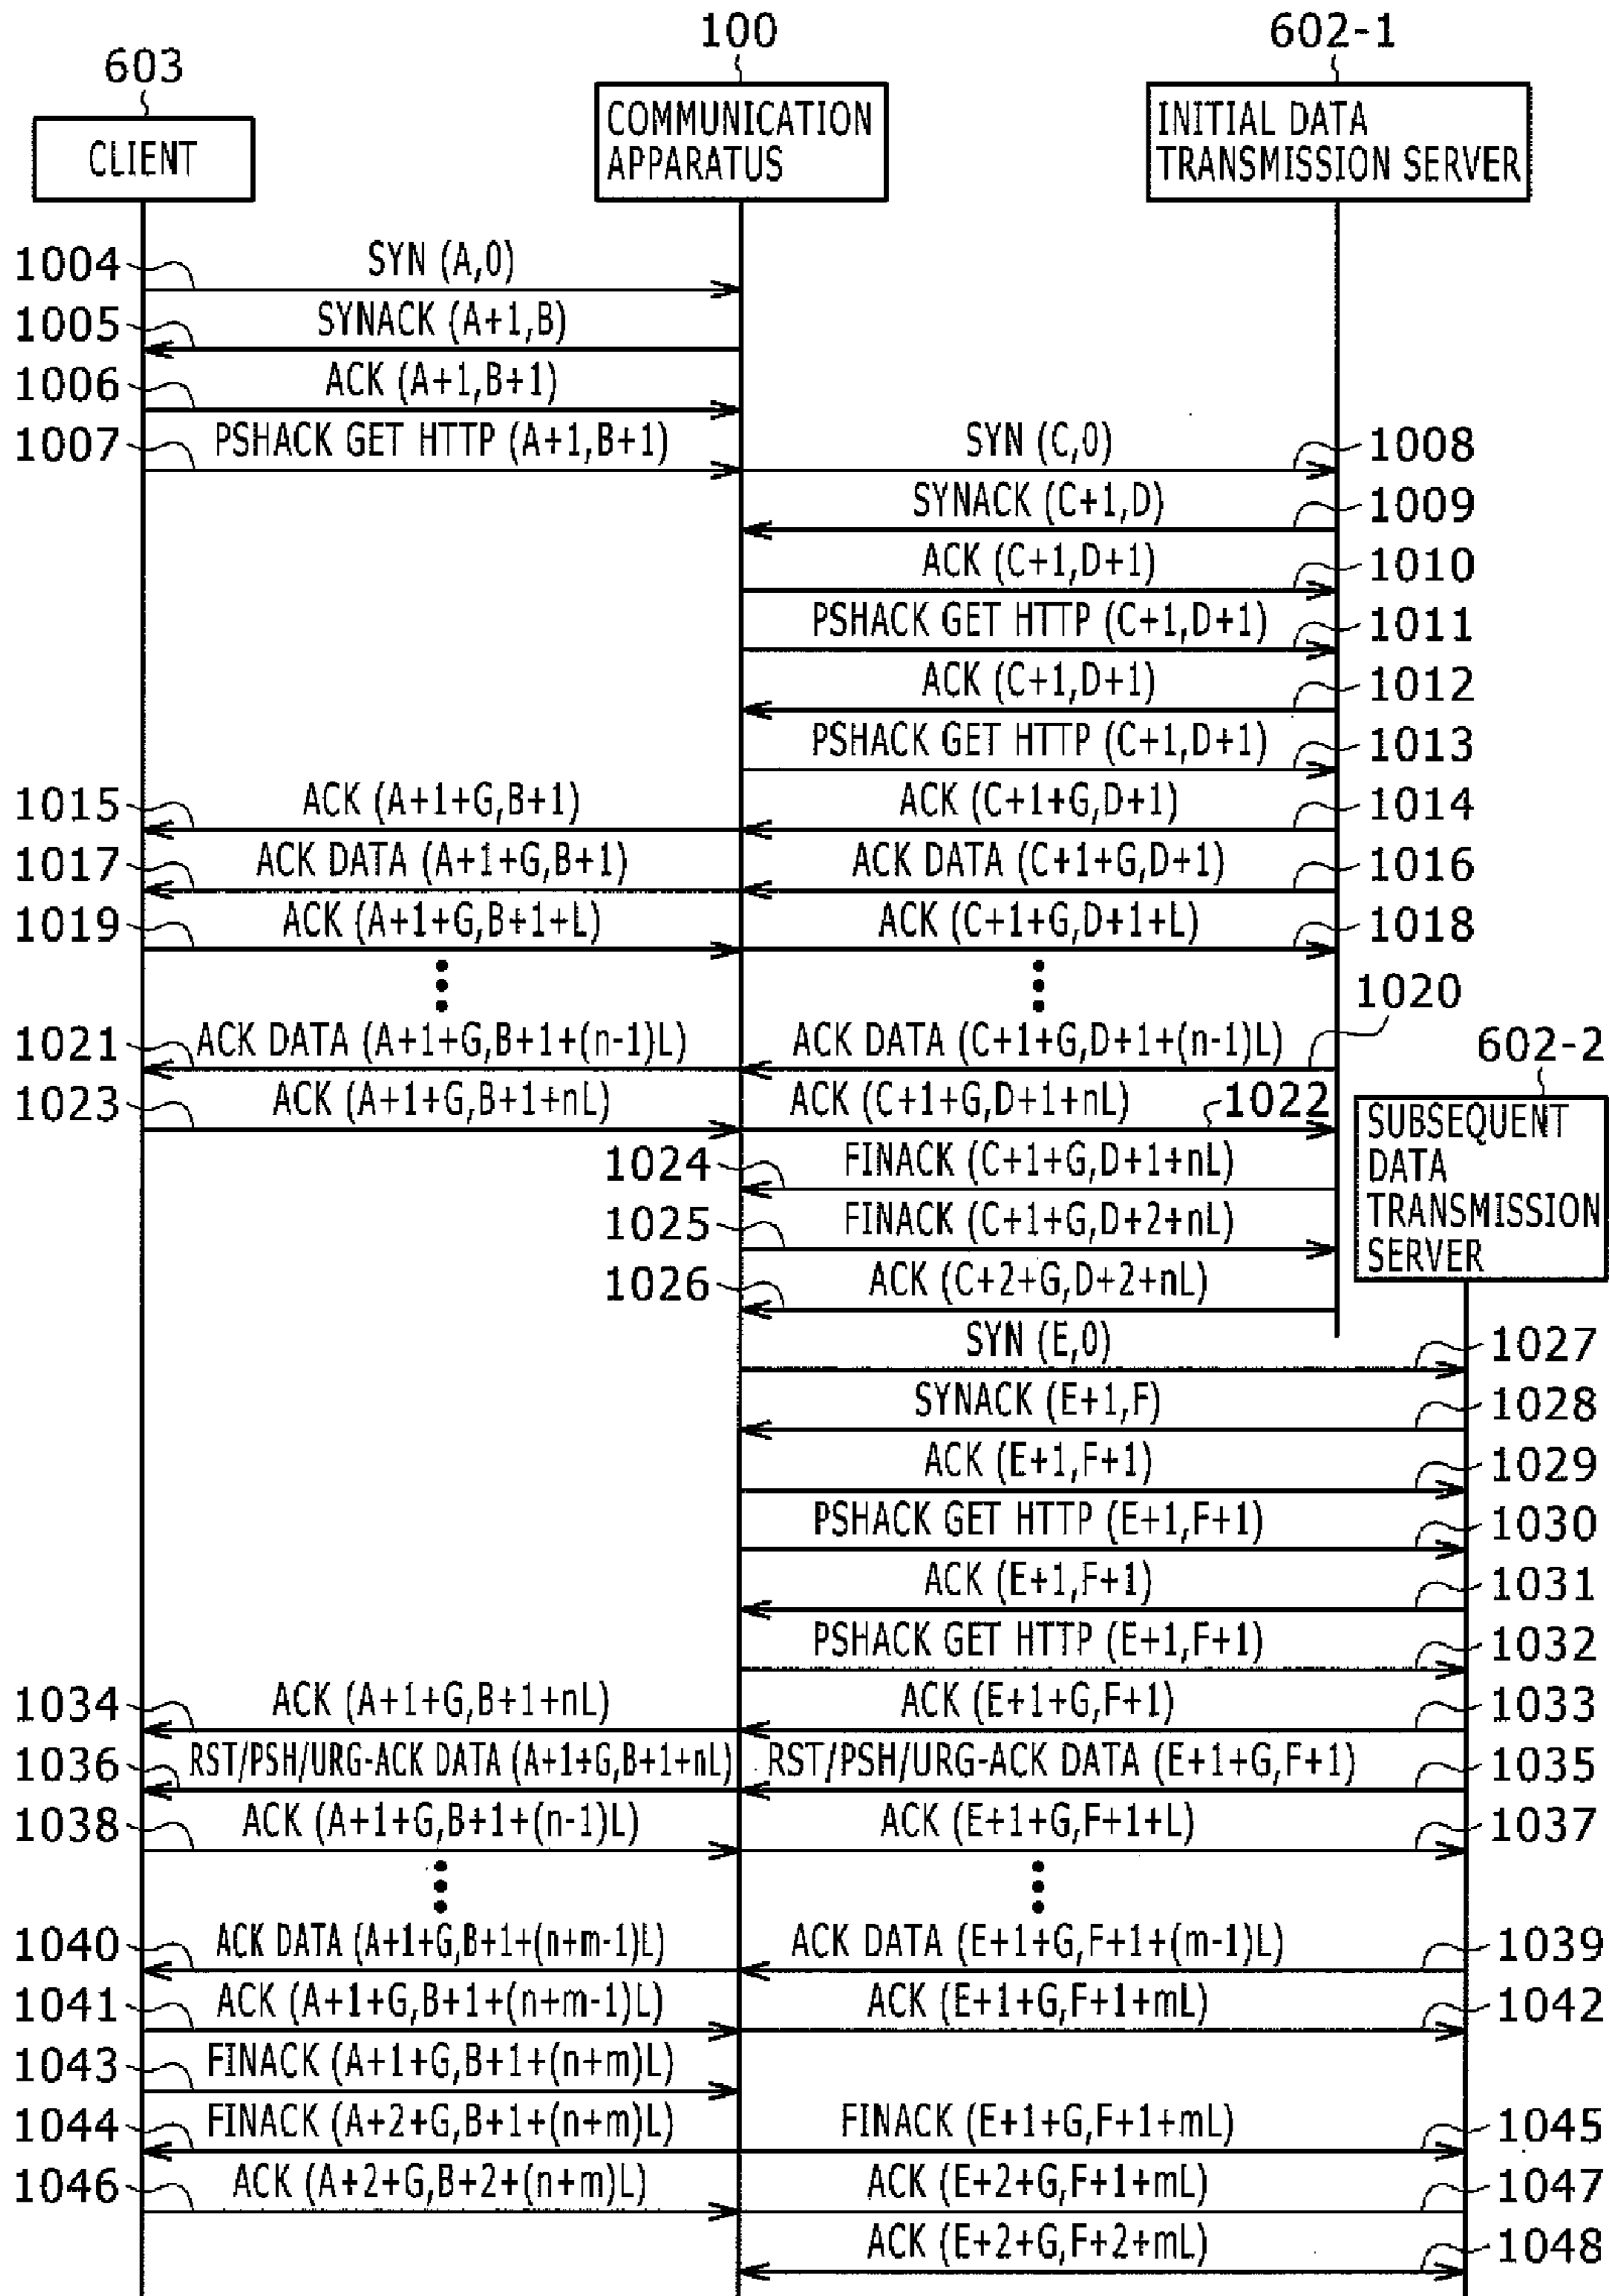 603
100
602-1
CLIENT
COMMUNICATION
APPARATUS
INITIAL DATA
TRANSMISSION SERVER
1004
SYN (A,0)
1005
SYNACK (A+1,B)
1006
ACK (A+1,B+1)
1007
PSHACK GET HTTP (A+1,B+1)
SYN (C,0)
1008
SYNACK (C+1,D)
1009
ACK (C+1,D+1)
1010
PSHACK GET HTTP (C+1,D+1)
1011
ACK (C+1,D+1)
1012
PSHACK GET HTTP (C+1,D+1)
1013
1015
ACK (A+1+G,B+1)
ACK (C+1+G,D+1)
1014
1017
ACK DATA (A+1+G,B+1)
ACK DATA (C+1+G,D+1)
1016
1019
ACK (A+1+G,B+1+L)
ACK (C+1+G,D+1+L)
1018
1020
1021
ACK DATA (A+1+G,B+1+(n-1)L)
ACK DATA (C+1+G,D+1+(n-1)L)
602-2
1023
ACK (A+1+G,B+1+nL)
ACK (C+1+G,D+1+nL)
1022
SUBSEQUENT
DATA
TRANSMISSION
SERVER
1024
FINACK (C+1+G,D+1+nL)
1025
FINACK (C+1+G,D+2+nL)
1026
ACK (C+2+G,D+2+nL)
SYN (E,0)
1027
SYNACK (E+1,F)
1028
ACK (E+1,F+1)
1029
PSHACK GET HTTP (E+1,F+1)
1030
ACK (E+1,F+1)
1031
PSHACK GET HTTP (E+1,F+1)
1032
1034
ACK (A+1+G,B+1+nL)
ACK (E+1+G,F+1)
1033
1036
RST/PSH/URG-ACK DATA (A+1+G,B+1+nL)
RST/PSH/URG-ACK DATA (E+1+G,F+1)
1035
1038
ACK (A+1+G,B+1+(n-1)L)
ACK (E+1+G,F+1+L)
1037
1040
ACK DATA (A+1+G,B+1+(n+m-1)L)
ACK DATA (E+1+G,F+1+(m-1)L)
1039
1041
ACK (A+1+G,B+1+(n+m-1)L)
ACK (E+1+G,F+1+mL)
1042
1043
FINACK (A+1+G,B+1+(n+m)L)
1044
FINACK (A+2+G,B+1+(n+m)L)
FINACK (E+1+G,F+1+mL)
1045
1046
ACK (A+2+G,B+2+(n+m)L)
ACK (E+2+G,F+1+mL)
1047
ACK (E+2+G,F+2+mL)
1048